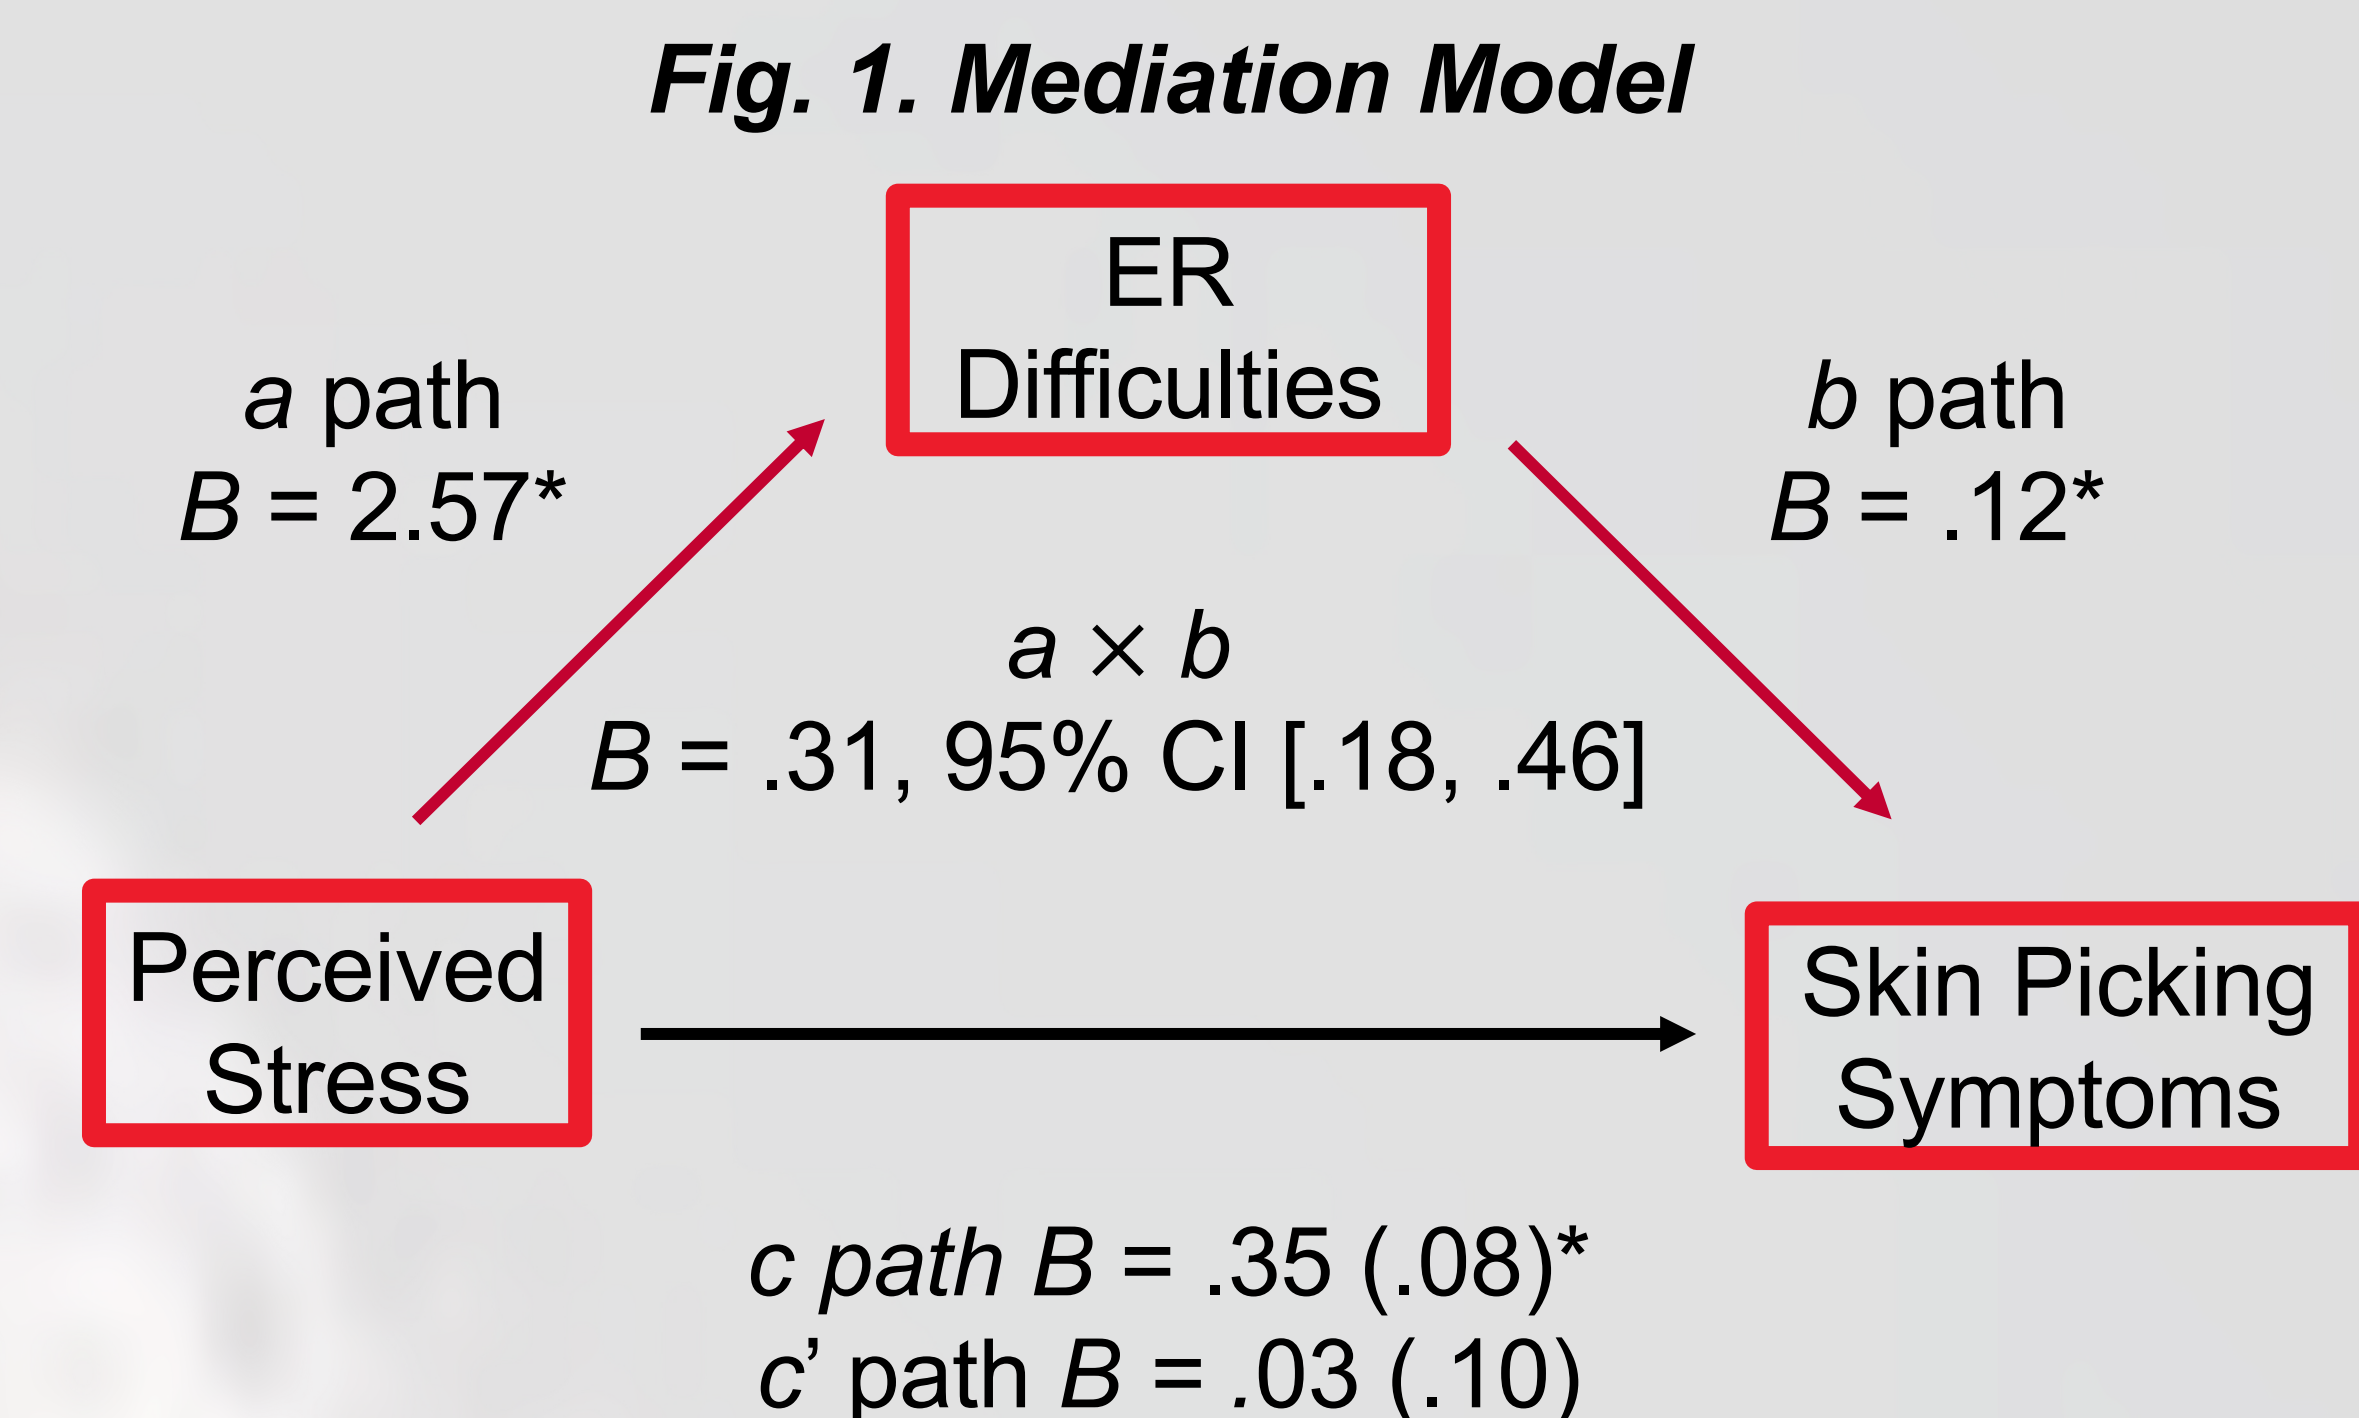 Fig. 1. Mediation Model
ER
Difficulties
a path
B = 2.57*
b path
B = .12*
a × b
B = .31, 95% CI [.18, .46]
Perceived
Stress
Skin Picking
Symptoms
c path B = .35 (.08)*
c’ path B = .03 (.10)